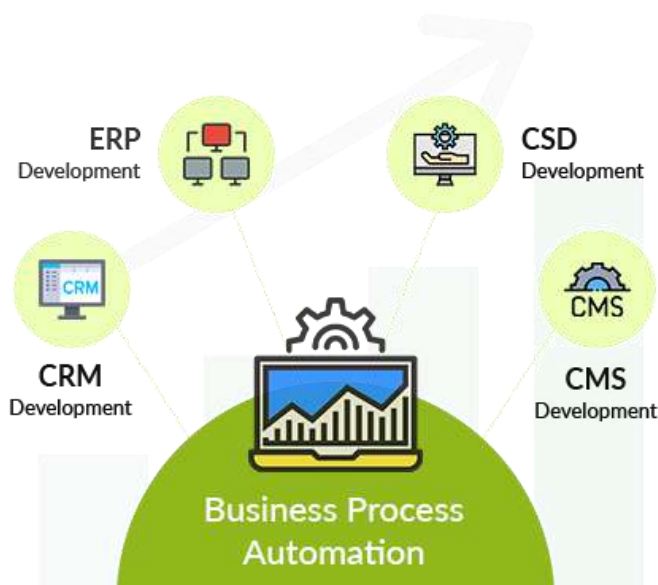 ERP
Development
CSD
Development
CRM
CRM
Development
CMS
CMS
Development
Business Process
Automation